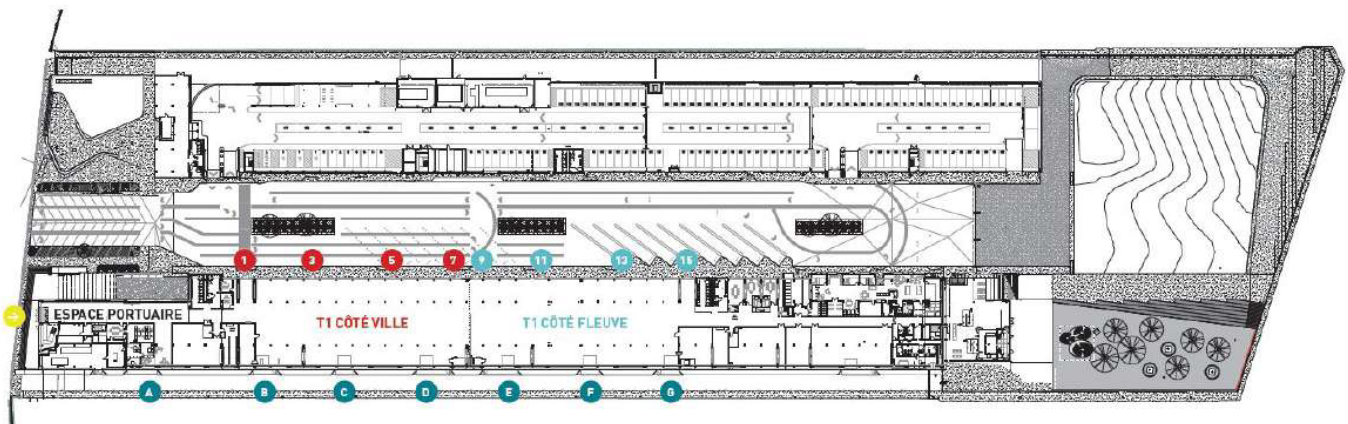 1
3
5
7
9
11
13
15
ESPACE PORTUAIRE
T1 CÔTÉ VILLE
T1 CÔTÉ FLEUVE
A
B
C
D
E
F
G